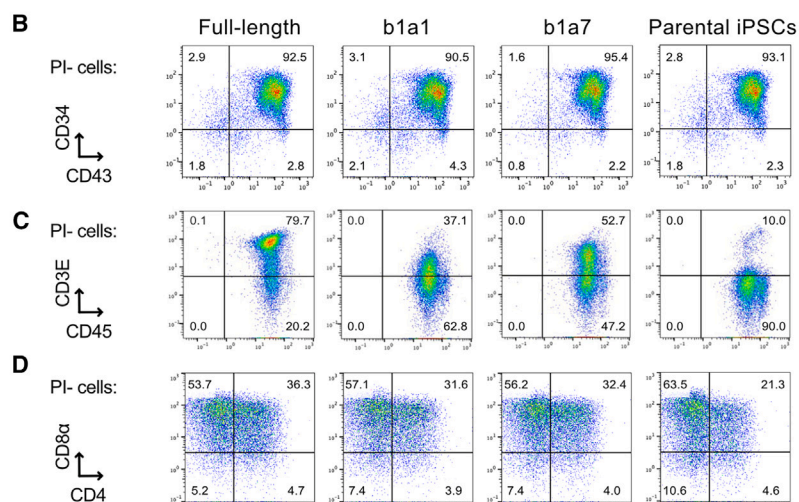 B
Full-length b1a1 b1a7 Parental iPSCs
PI- cells:
CD34
CD43
2.9 92.5
1.8 2.8
3.1 90.5
2.1 4.3
1.6 95.4
0.8 2.2
2.8 93.1
1.8 2.3
C
PI- cells:
CD3E
CD45
0.1 79.7
0.0 20.2
0.0 37.1
0.0 62.8
0.0 52.7
0.0 47.2
0.0 10.0
0.0 90.0
D
PI- cells:
CD8α
CD4
53.7 36.3
5.2 4.7
57.1 31.6
7.4 3.9
56.2 32.4
7.4 4.0
63.5 21.3
10.6 4.6